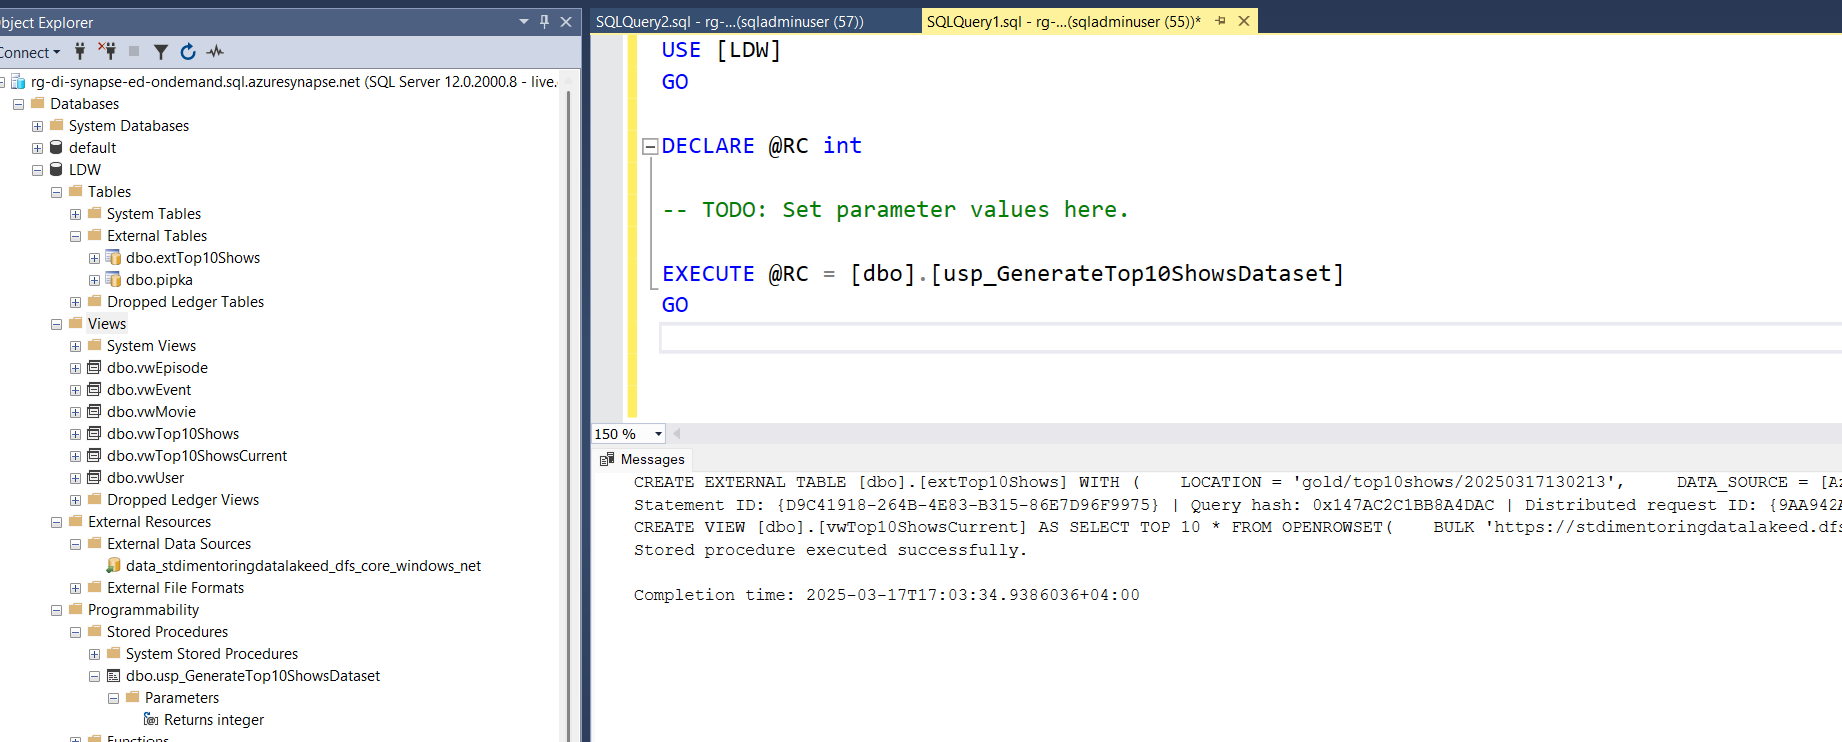 Object Explorer
Connect
rg-di-synapse-ed-ondemand.sql.azuresynapse.net (SQL Server 12.0.2000.8 - live.
Databases
System Databases
default
LDW
Tables
System Tables
External Tables
dbo.extTop10Shows
dbo.pipka
Dropped Ledger Tables
Views
System Views
dbo.vwEpisode
dbo.vwEvent
dbo.vwMovie
dbo.vwTop10Shows
dbo.vwTop10ShowsCurrent
dbo.vwUser
Dropped Ledger Views
External Resources
External Data Sources
data_stdimentoringdatalakeed_dfs_core_windows_net
External File Formats
Programmability
Stored Procedures
System Stored Procedures
dbo.usp_GenerateTop10ShowsDataset
Parameters
Returns integer
Functions
SQLQuery2.sql - rg-...(sqladminuser (57))
SQLQuery1.sql - rg-...(sqladminuser (55))*
USE [LDW]
GO
DECLARE @RC int
-- TODO: Set parameter values here.
EXECUTE @RC = [dbo].[usp_GenerateTop10ShowsDataset]
GO
150 %
Messages
CREATE EXTERNAL TABLE [dbo].[extTop10Shows] WITH ( LOCATION = 'gold/top10shows/20250317130213', DATA_SOURCE = [Az
Statement ID: {D9C41918-264B-4E83-B315-86E7D96F9975} | Query hash: 0x147AC2C1BB8A4DAC | Distributed request ID: {9AA942A
CREATE VIEW [dbo].[vwTop10ShowsCurrent] AS SELECT TOP 10 * FROM OPENROWSET( BULK 'https://stdimentoringdatalakeed.dfs
Stored procedure executed successfully.
Completion time: 2025-03-17T17:03:34.9386036+04:00